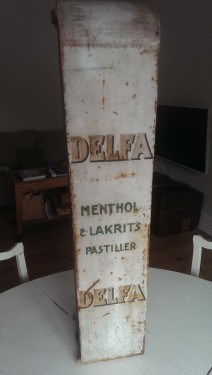 DELFA
MENTHOL
& LAKRITS
PASTILLER
DELFA